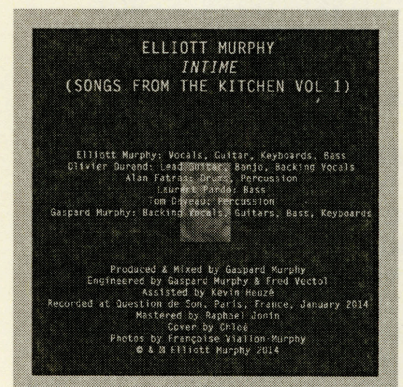 ELLIOTT MURPHY
INTIME
(SONGS FROM THE KITCHEN VOL 1)
Elliott Murphy: Vocals, Guitar, Keyboards, Bass
Olivier Durand: Lead Guitar, Banjo, Backing Vocals
Alan Fatras: Drums, Percussion
Laurent Pardo: Bass
Tom Daveau: Percussion
Gaspard Murphy: Backing Vocals, Guitars, Bass, Keyboards
Produced & Mixed by Gaspard Murphy
Engineered by Gaspard Murphy & Fred Vectol
Assisted by Kevin Heuzé
Recorded at Question de Son, Paris, France, January 2014
Mastered by Raphael Jonin
Cover by Chloé
Photos by Françoise Viallon-Murphy
© & Elliott Murphy 2014